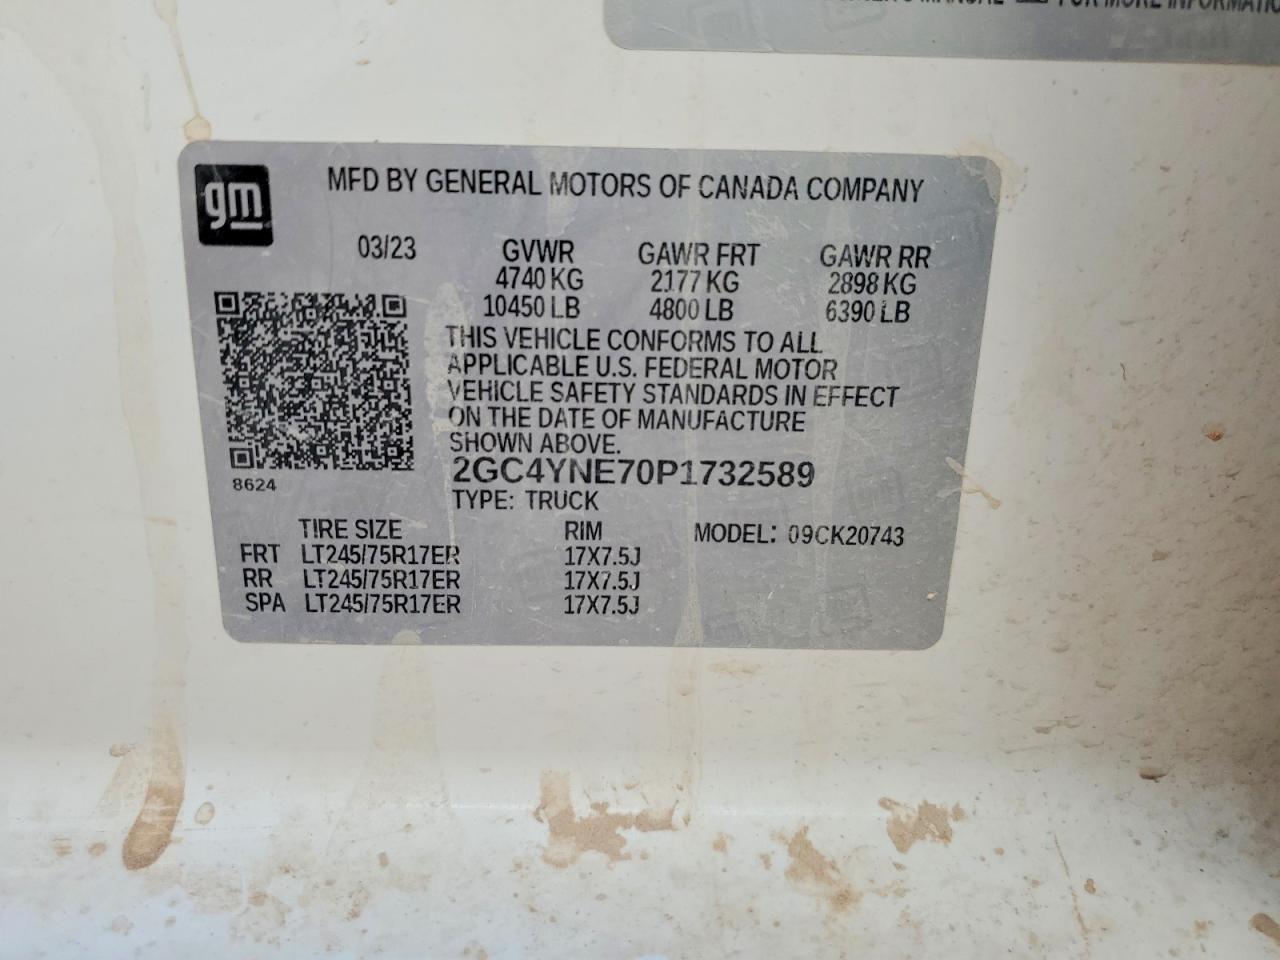 FOR MORE INFORMATIO
gm
MFD BY GENERAL MOTORS OF CANADA COMPANY
03/23 GVWR GAWR FRT GAWR RR
4740 KG 2177 KG 2898 KG
10450 LB 4800 LB 6390 LB
THIS VEHICLE CONFORMS TO ALL
APPLICABLE U.S. FEDERAL MOTOR
VEHICLE SAFETY STANDARDS IN EFFECT
ON THE DATE OF MANUFACTURE
SHOWN ABOVE.
2GC4YNE70P1732589
8624
TYPE: TRUCK
TIRE SIZE RIM MODEL: 09CK20743
FRT LT245/75R17ER 17X7.5J
RR LT245/75R17ER 17X7.5J
SPA LT245/75R17ER 17X7.5J